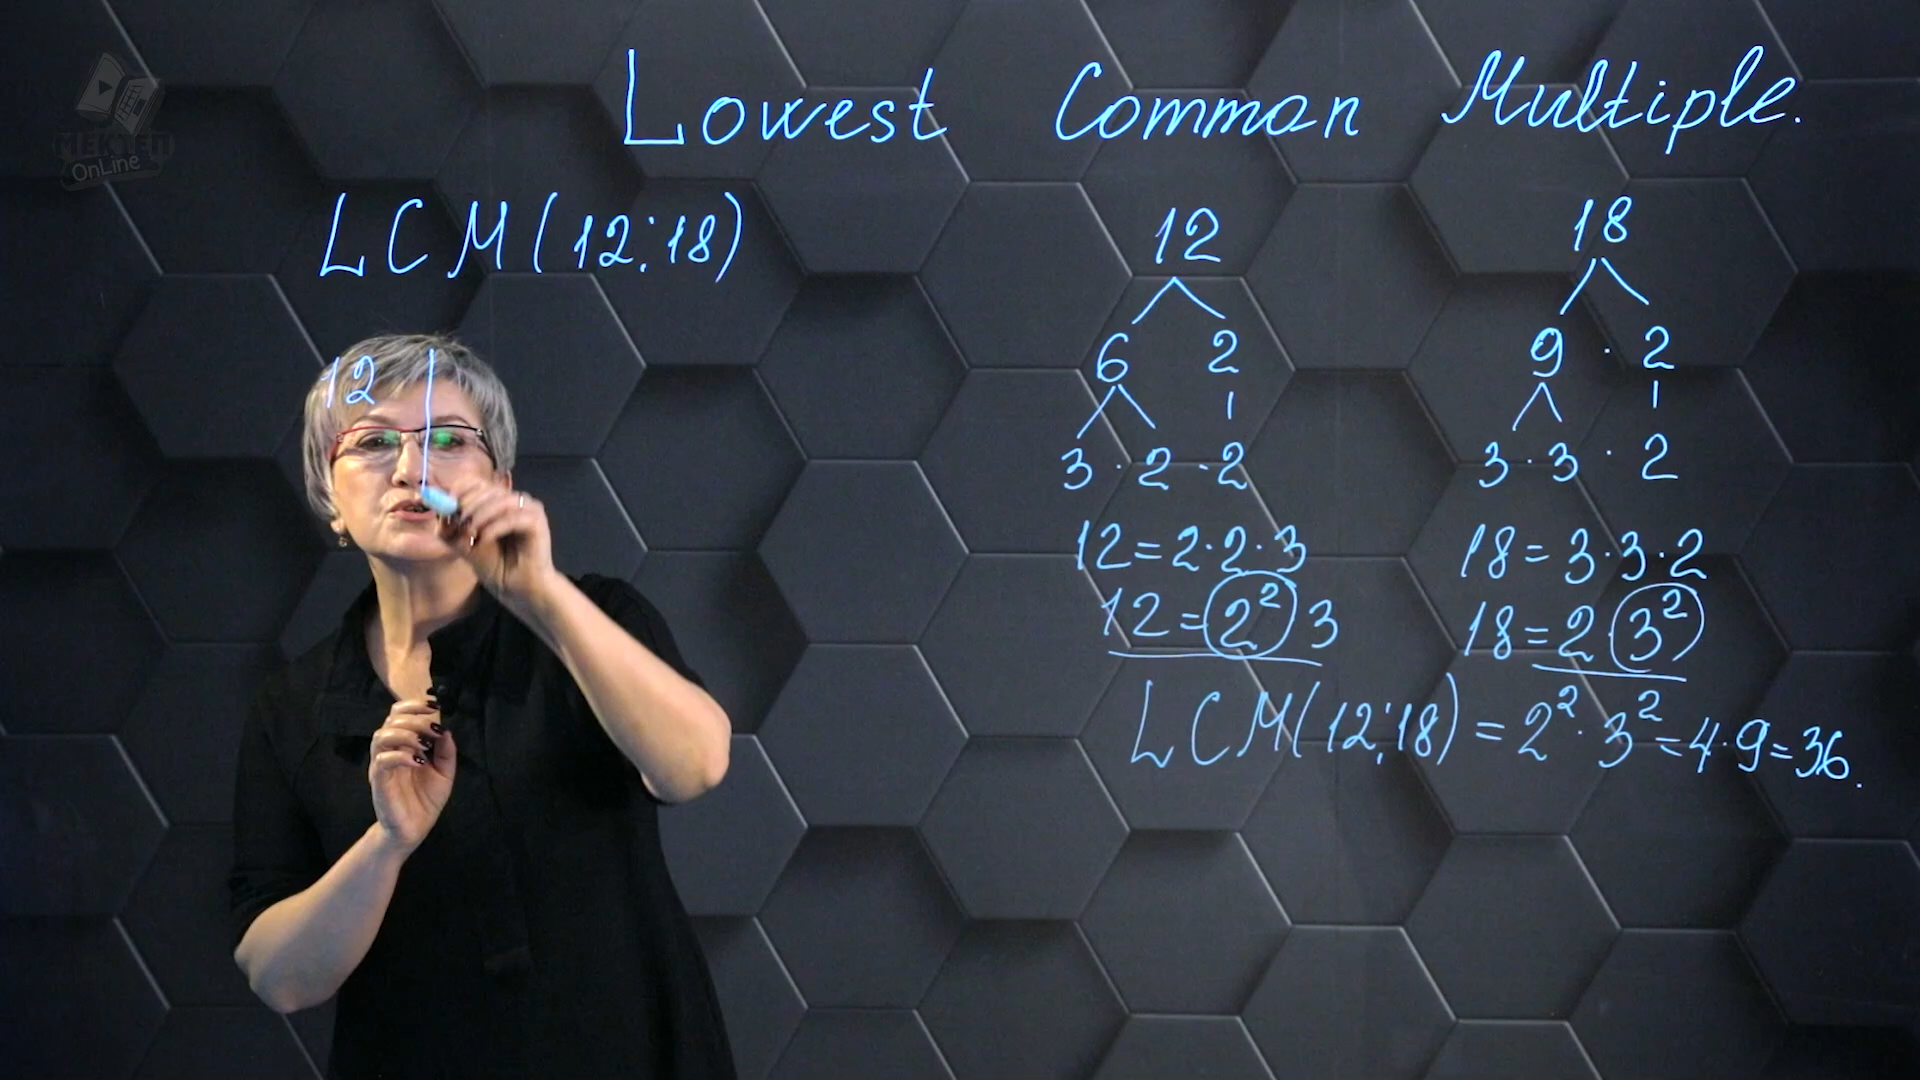 Lowest Common Multiple.
LCM(12;18)
12
12
6 2
3 · 2 · 2
12=2·2·3
12=2² 3
18
9 · 2
3 · 3 · 2
18=3·3·2
18=2·3²
LCM(12;18)=2²·3²=4·9=36.
OnLine